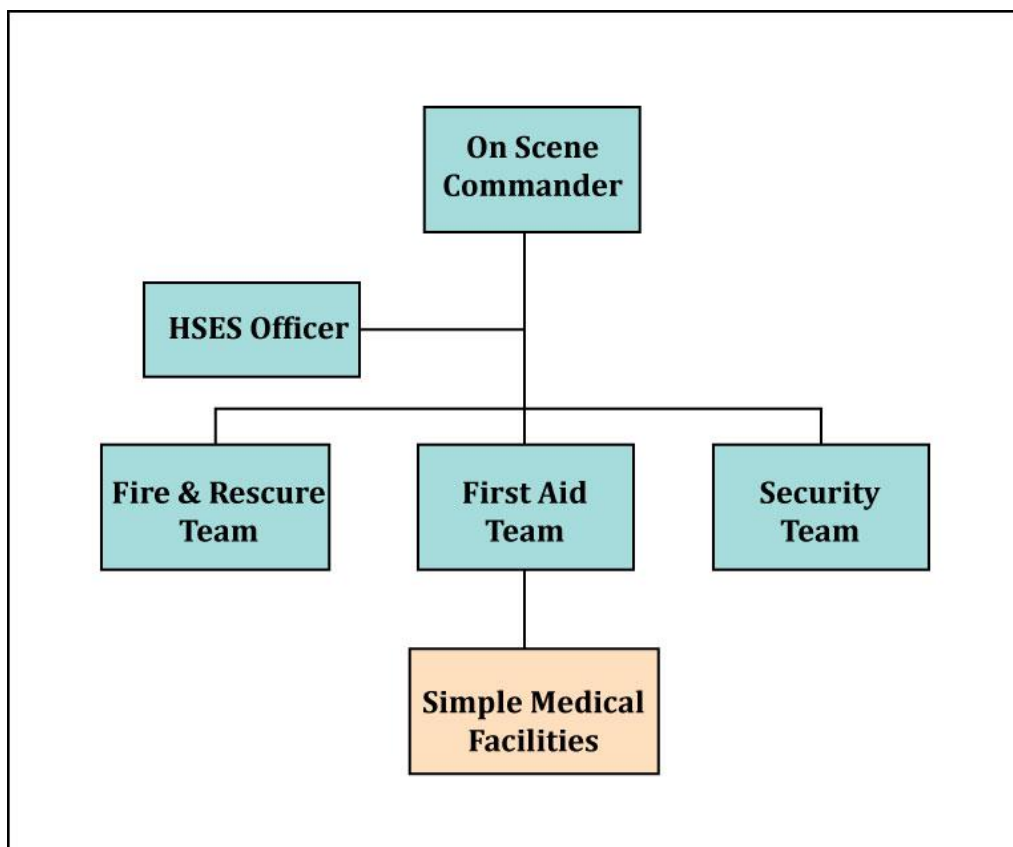 On Scene
Commander
HSES Officer
Fire & Rescure
Team
First Aid
Team
Security
Team
Simple Medical
Facilities